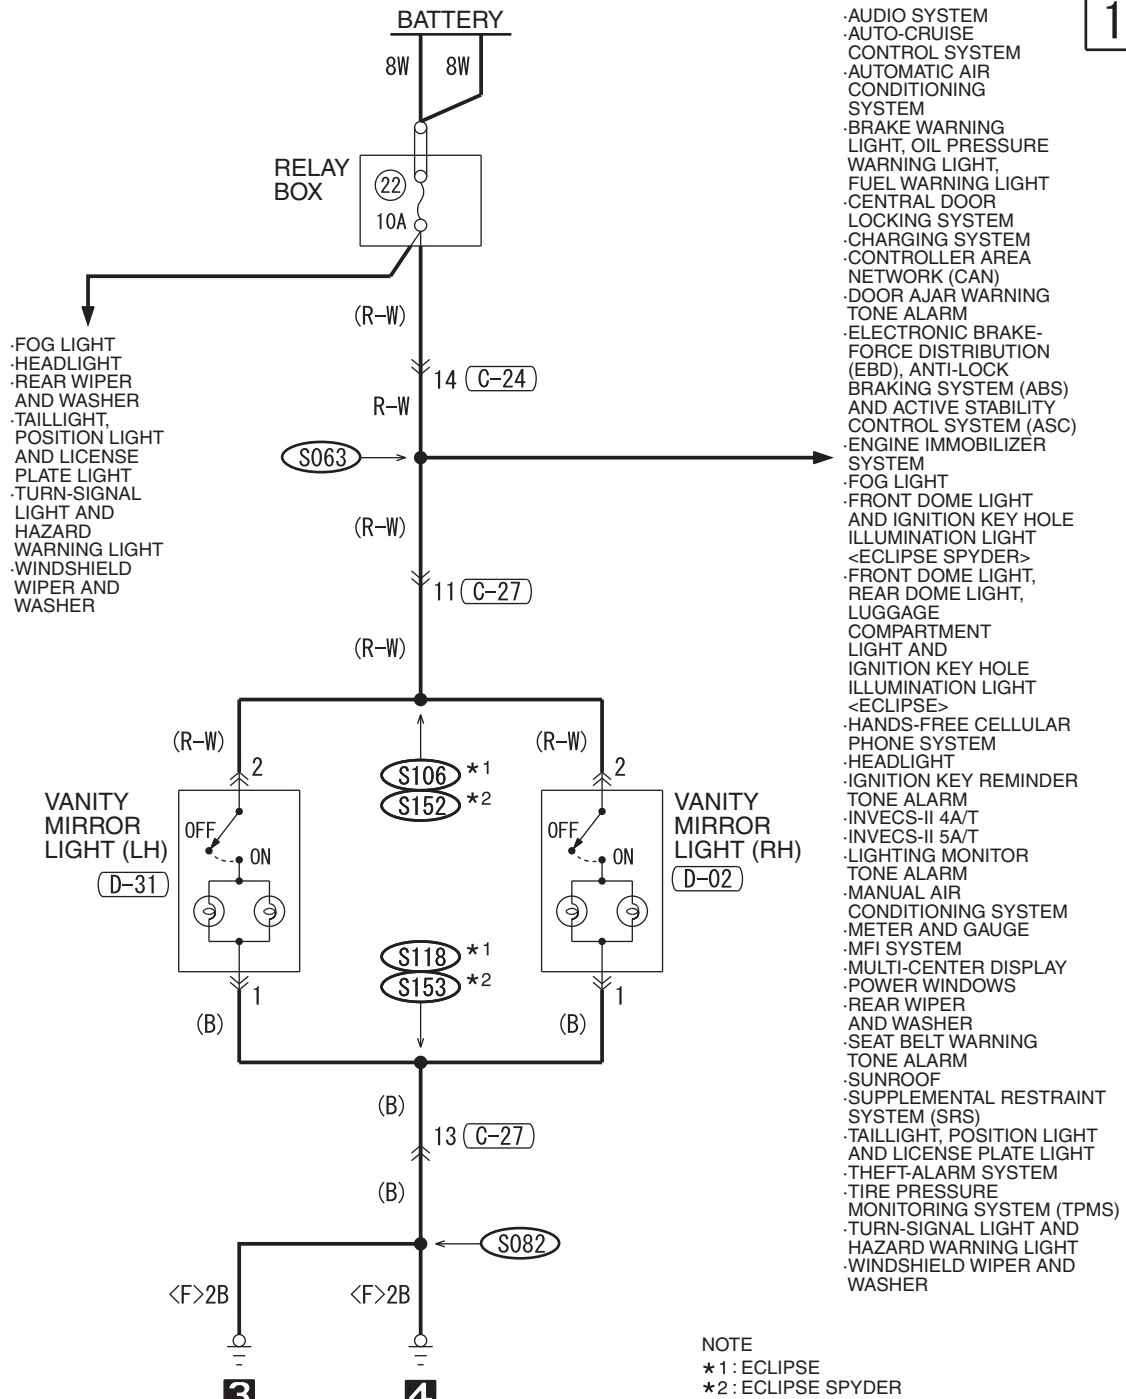 BATTERY
8W 8W
RELAY
BOX
22
10A
(R-W)
14 C-24
R-W
S063
(R-W)
11 C-27
(R-W)
·FOG LIGHT
·HEADLIGHT
·REAR WIPER
AND WASHER
·TAILLIGHT,
POSITION LIGHT
AND LICENSE
PLATE LIGHT
·TURN-SIGNAL
LIGHT AND
HAZARD
WARNING LIGHT
·WINDSHIELD
WIPER AND
WASHER
(R-W)
2
VANITY
MIRROR
LIGHT (LH)
D-31
OFF
ON
1
(B)
S106 *1
S152 *2
S118 *1
S153 *2
(R-W)
2
VANITY
MIRROR
LIGHT (RH)
D-02
OFF
ON
1
(B)
(B)
13 C-27
(B)
S082
<F>2B
<F>2B
3
4
1
·AUDIO SYSTEM
·AUTO-CRUISE
CONTROL SYSTEM
·AUTOMATIC AIR
CONDITIONING
SYSTEM
·BRAKE WARNING
LIGHT, OIL PRESSURE
WARNING LIGHT,
FUEL WARNING LIGHT
·CENTRAL DOOR
LOCKING SYSTEM
·CHARGING SYSTEM
·CONTROLLER AREA
NETWORK (CAN)
·DOOR AJAR WARNING
TONE ALARM
·ELECTRONIC BRAKE-
FORCE DISTRIBUTION
(EBD), ANTI-LOCK
BRAKING SYSTEM (ABS)
AND ACTIVE STABILITY
CONTROL SYSTEM (ASC)
·ENGINE IMMOBILIZER
SYSTEM
·FOG LIGHT
·FRONT DOME LIGHT
AND IGNITION KEY HOLE
ILLUMINATION LIGHT
<ECLIPSE SPYDER>
·FRONT DOME LIGHT,
REAR DOME LIGHT,
LUGGAGE
COMPARTMENT
LIGHT AND
IGNITION KEY HOLE
ILLUMINATION LIGHT
<ECLIPSE>
·HANDS-FREE CELLULAR
PHONE SYSTEM
·HEADLIGHT
·IGNITION KEY REMINDER
TONE ALARM
·INVECS-II 4A/T
·INVECS-II 5A/T
·LIGHTING MONITOR
TONE ALARM
·MANUAL AIR
CONDITIONING SYSTEM
·METER AND GAUGE
·MFI SYSTEM
·MULTI-CENTER DISPLAY
·POWER WINDOWS
·REAR WIPER
AND WASHER
·SEAT BELT WARNING
TONE ALARM
·SUNROOF
·SUPPLEMENTAL RESTRAINT
SYSTEM (SRS)
·TAILLIGHT, POSITION LIGHT
AND LICENSE PLATE LIGHT
·THEFT-ALARM SYSTEM
·TIRE PRESSURE
MONITORING SYSTEM (TPMS)
·TURN-SIGNAL LIGHT AND
HAZARD WARNING LIGHT
·WINDSHIELD WIPER AND
WASHER
NOTE
*1 : ECLIPSE
*2 : ECLIPSE SPYDER